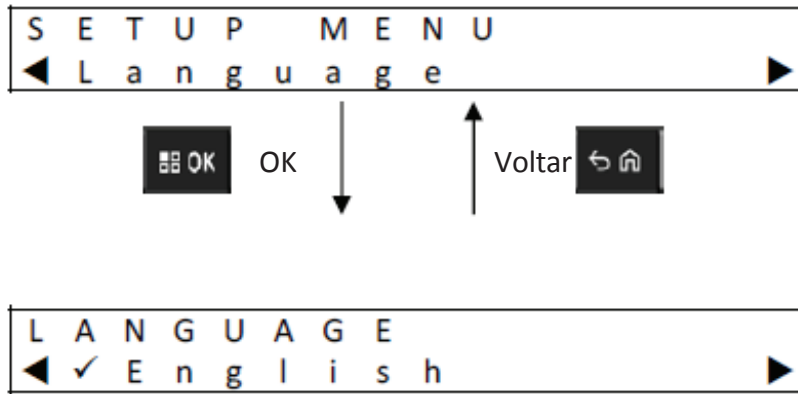 SETUP MENU
◀ Language ▶
OK OK Voltar
LANGUAGE
◀ ✓ English ▶